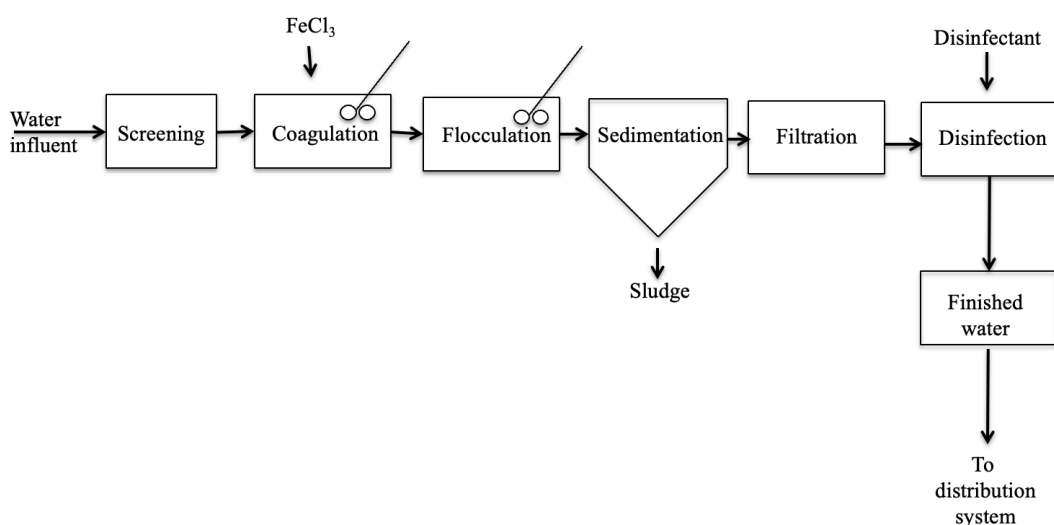 FeCl₃
Disinfectant
Water
influent
Screening
Coagulation
Flocculation
Sedimentation
Filtration
Disinfection
Sludge
Finished
water
To
distribution
system